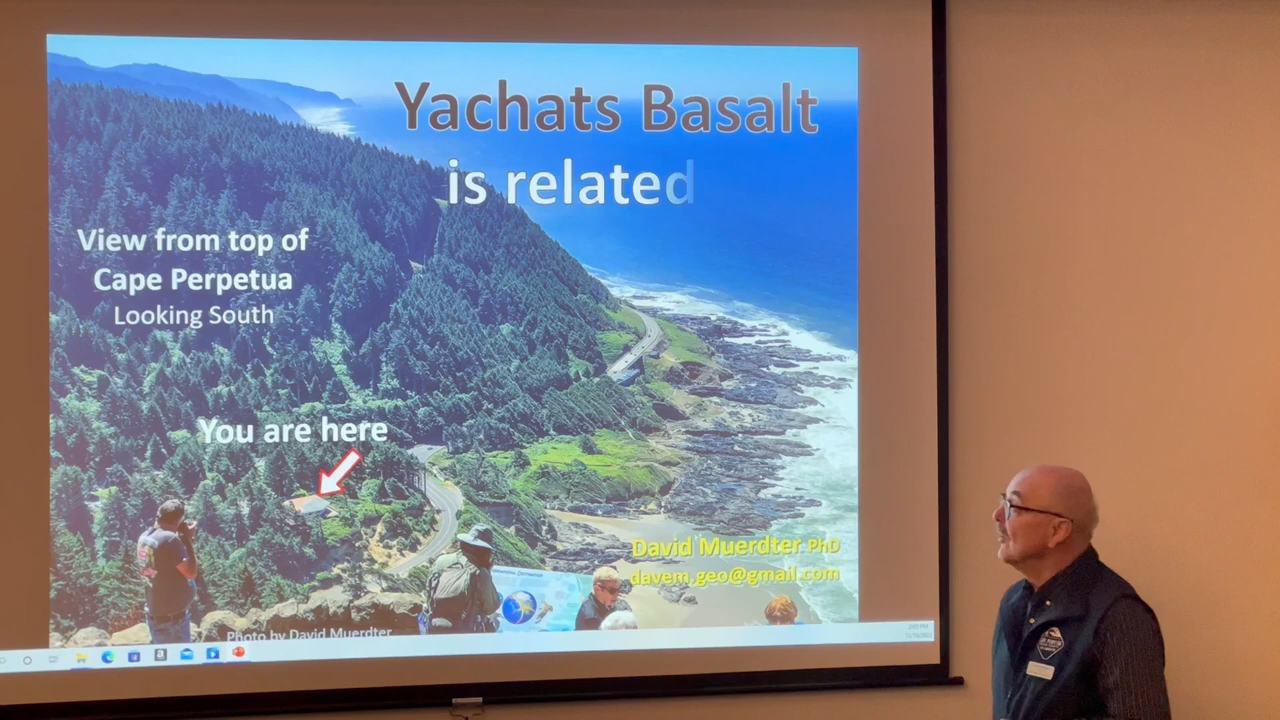 Yachats Basalt
is related
View from top of
Cape Perpetua
Looking South
You are here
David Muerdter PhD
davem.geo@gmail.com
Photo by David Muerdter